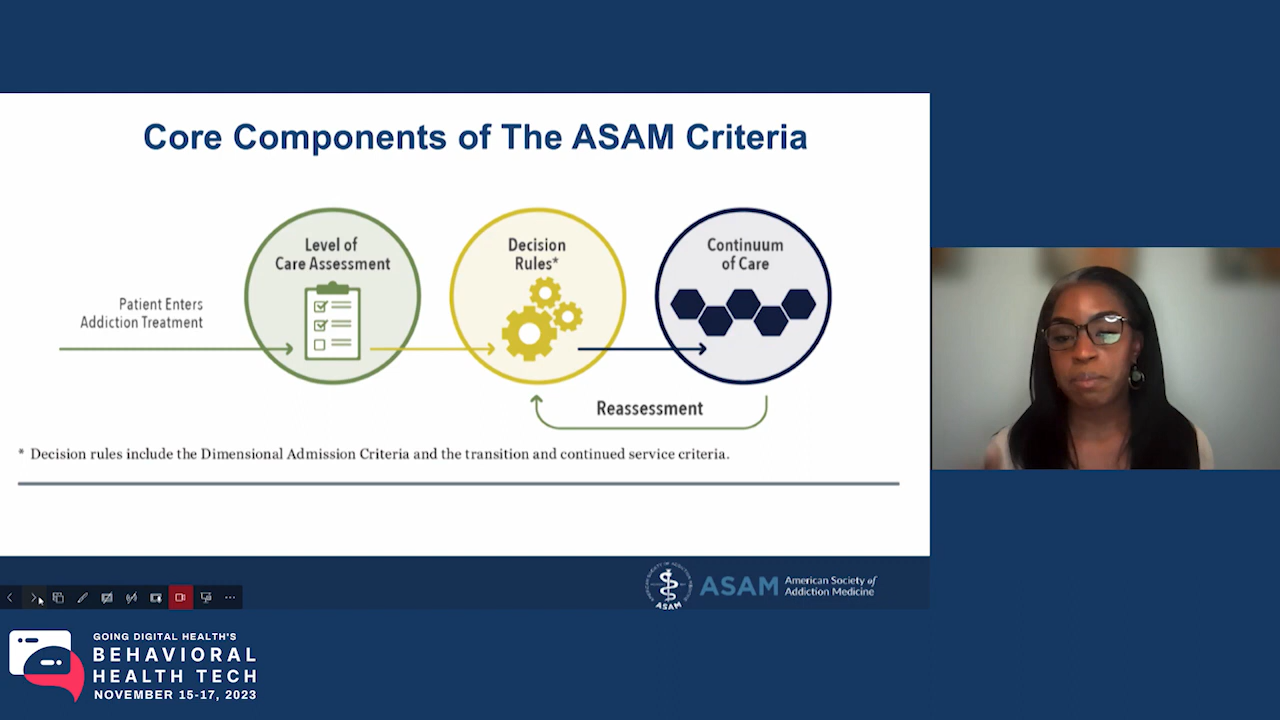 Core Components of The ASAM Criteria
Level of
Care Assessment
Decision
Rules*
Continuum
of Care
Patient Enters
Addiction Treatment
Reassessment
* Decision rules include the Dimensional Admission Criteria and the transition and continued service criteria.
ASAM
ASAM
American Society of
Addiction Medicine
GOING DIGITAL HEALTH'S
BEHAVIORAL
HEALTH TECH
NOVEMBER 15-17, 2023